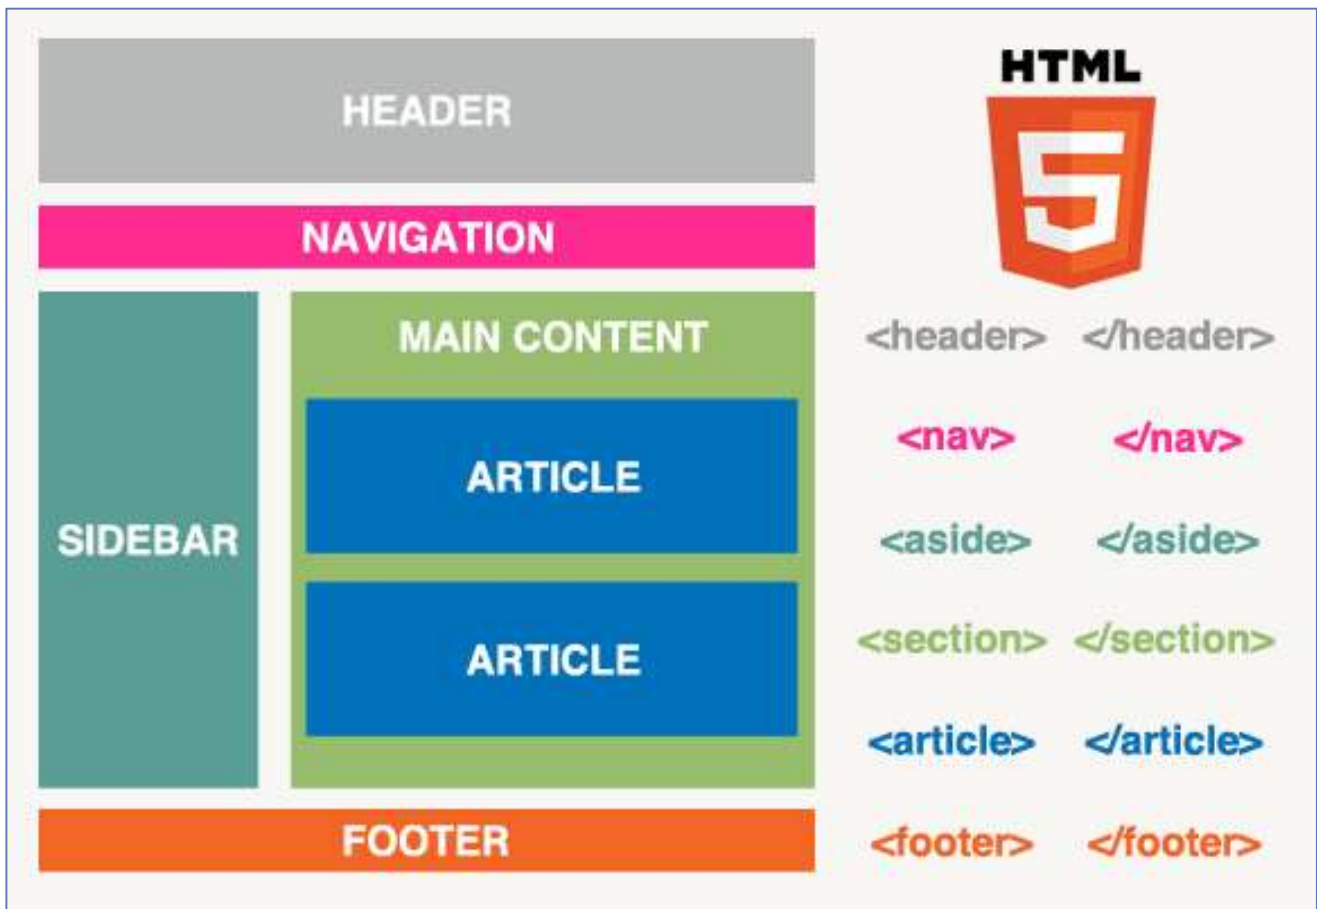 HEADER
NAVIGATION
SIDEBAR
MAIN CONTENT
ARTICLE
ARTICLE
FOOTER
HTML
5
<header> </header>
<nav> </nav>
<aside> </aside>
<section> </section>
<article> </article>
<footer> </footer>